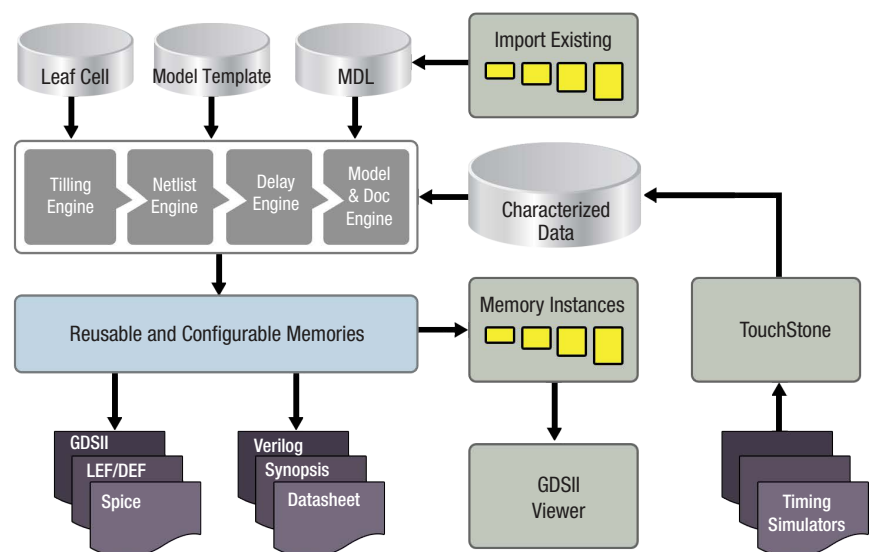 Leaf Cell
Model Template
MDL
Import Existing
Tilling
Engine
Netlist
Engine
Delay
Engine
Model
& Doc
Engine
Characterized
Data
Reusable and Configurable Memories
Memory Instances
TouchStone
GDSII
LEF/DEF
Spice
Verilog
Synopsis
Datasheet
GDSII
Viewer
Timing
Simulators